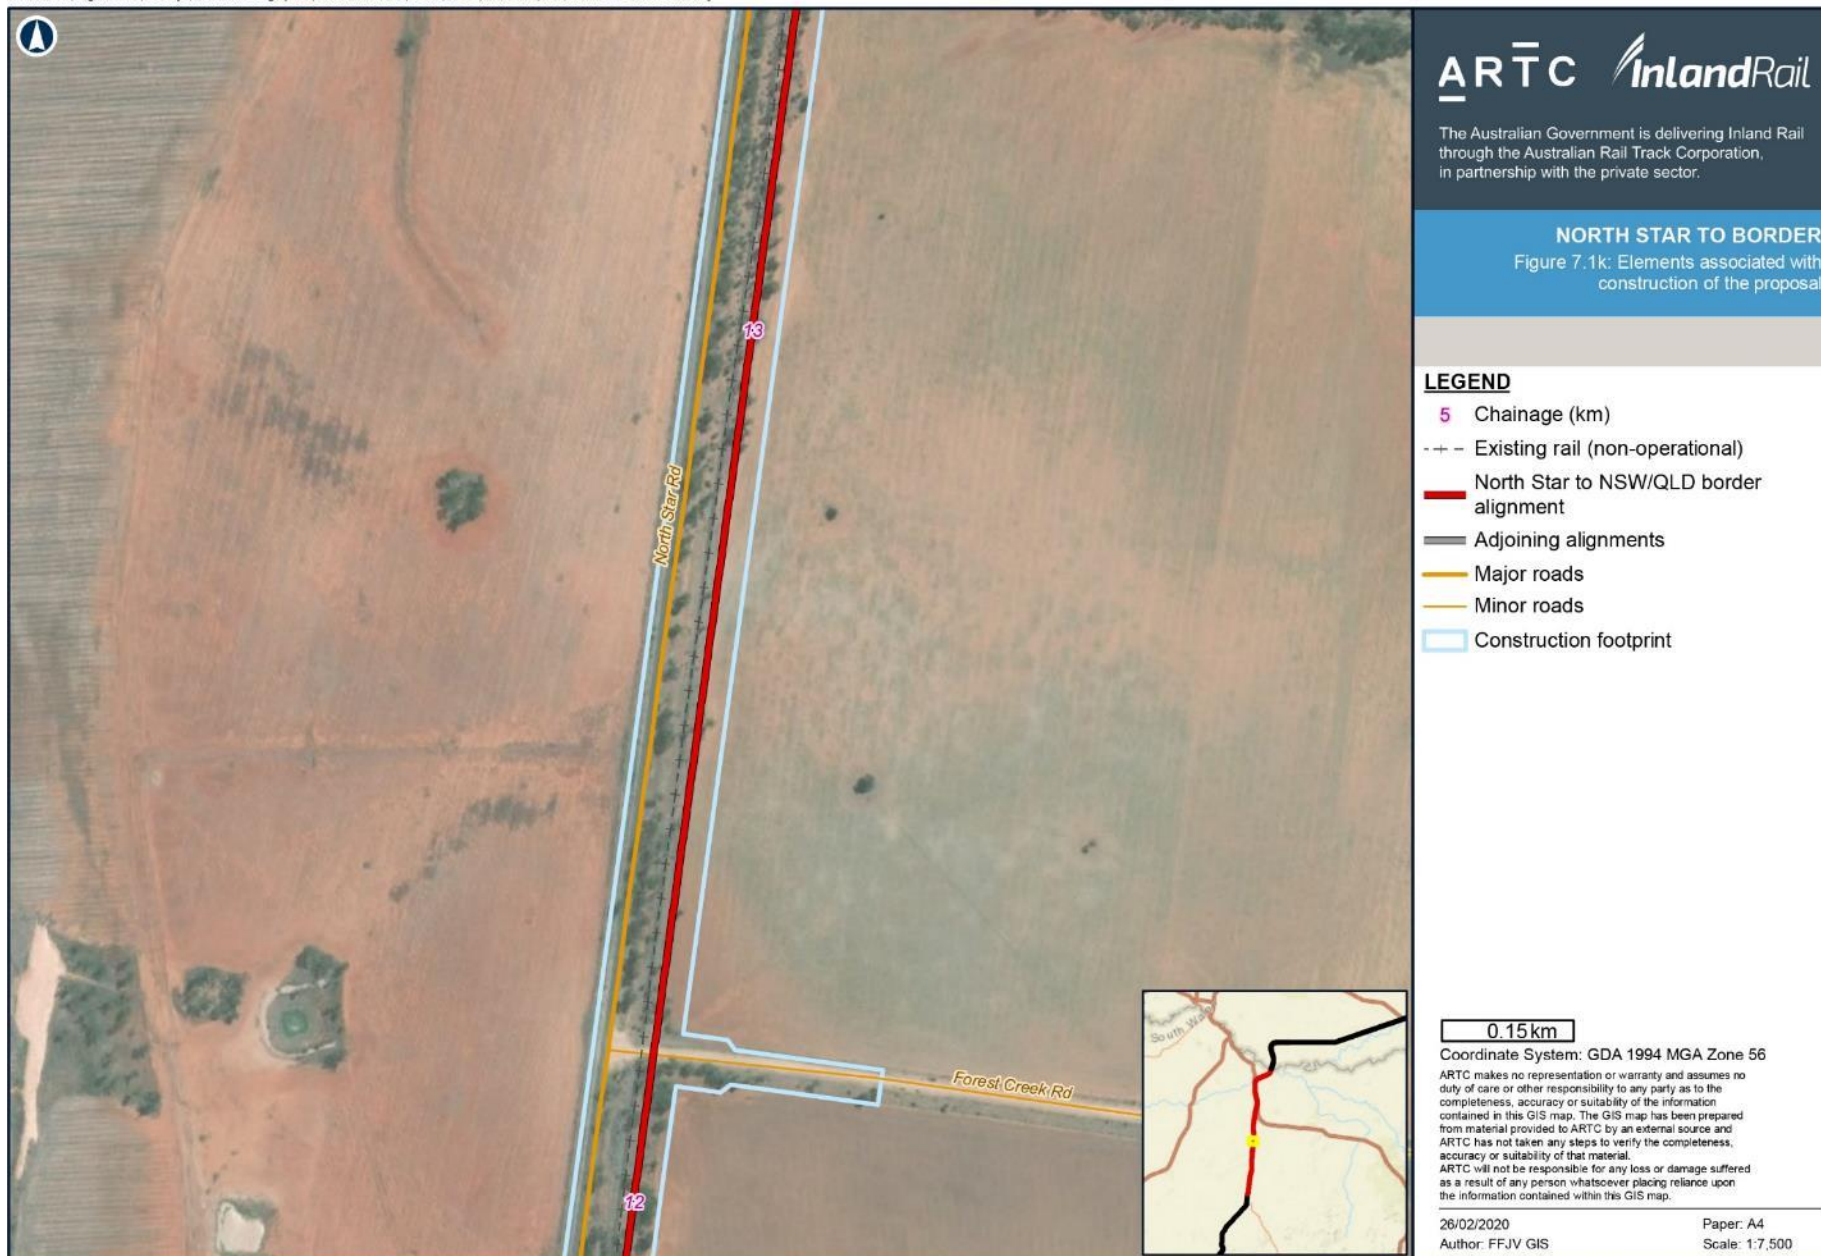 ARTC InlandRail
The Australian Government is delivering Inland Rail
through the Australian Rail Track Corporation,
in partnership with the private sector.
NORTH STAR TO BORDER
Figure 7.1k: Elements associated with
construction of the proposal
LEGEND
5 Chainage (km)
Existing rail (non-operational)
North Star to NSW/QLD border
alignment
Adjoining alignments
Major roads
Minor roads
Construction footprint
13
North Star Rd
Forest Creek Rd
12
South Wale
0.15km
Coordinate System: GDA 1994 MGA Zone 56
ARTC makes no representation or warranty and assumes no
duty of care or other responsibility to any party as to the
completeness, accuracy or suitability of the information
contained in this GIS map. The GIS map has been prepared
from material provided to ARTC by an external source and
ARTC has not taken any steps to verify the completeness,
accuracy or suitability of that material.
ARTC will not be responsible for any loss or damage suffered
as a result of any person whatsoever placing reliance upon
the information contained within this GIS map.
26/02/2020 Paper: A4
Author: FFJV GIS Scale: 1:7,500